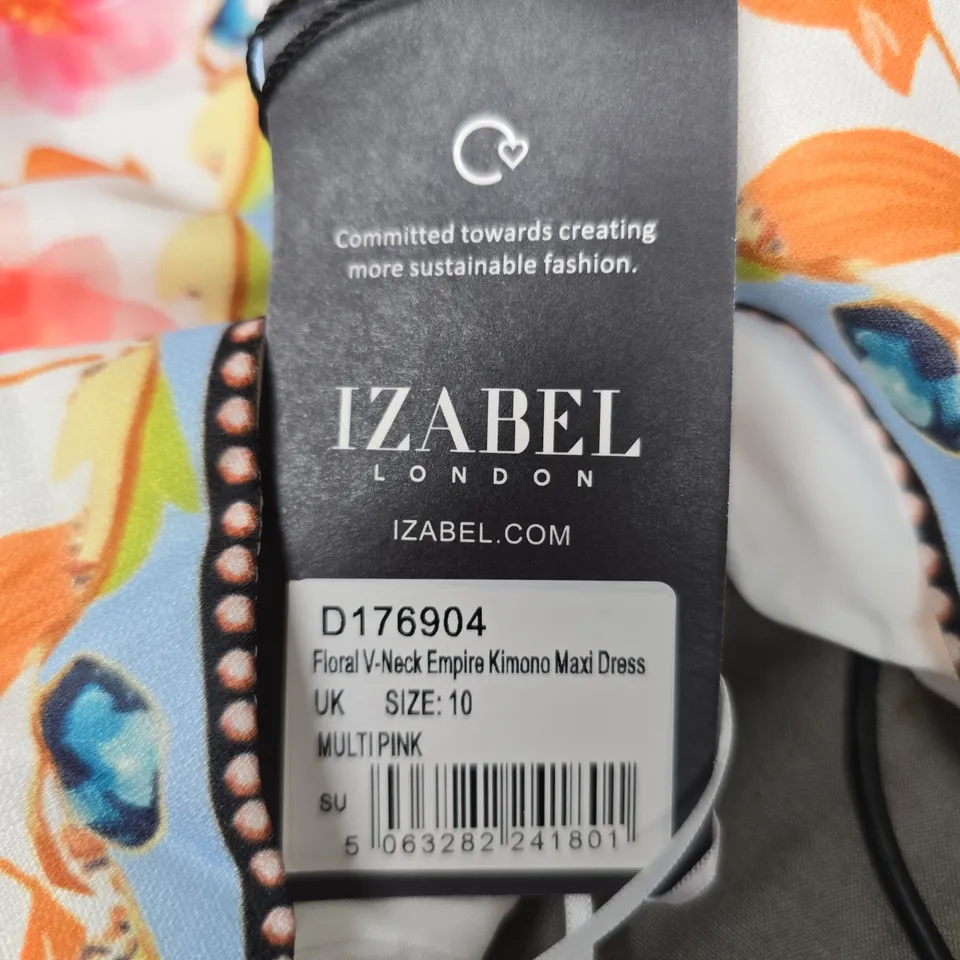 Committed towards creating
more sustainable fashion.
IZABEL
LONDON
IZABEL.COM
D176904
Floral V-Neck Empire Kimono Maxi Dress
UK SIZE: 10
MULTI PINK
SU
5 063282 241801